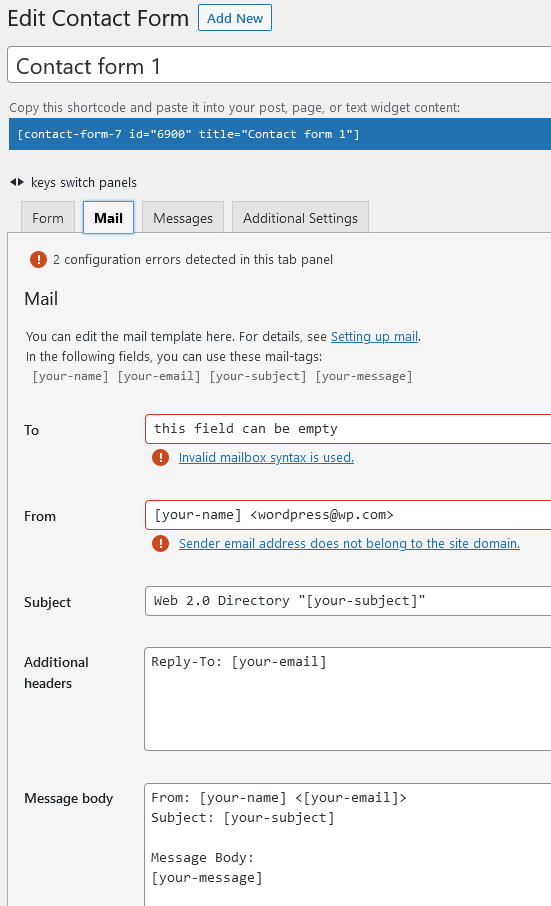 Edit Contact Form Add New
Contact form 1
Copy this shortcode and paste it into your post, page, or text widget content:
[contact-form-7 id="6900" title="Contact form 1"]
keys switch panels
Form Mail Messages Additional Settings
2 configuration errors detected in this tab panel
Mail
You can edit the mail template here. For details, see Setting up mail.
In the following fields, you can use these mail-tags:
[your-name] [your-email] [your-subject] [your-message]
To this field can be empty
Invalid mailbox syntax is used.
From [your-name] <wordpress@wp.com>
Sender email address does not belong to the site domain.
Subject Web 2.0 Directory "[your-subject]"
Additional headers
Reply-To: [your-email]
Message body
From: [your-name] <[your-email]>
Subject: [your-subject]
Message Body:
[your-message]